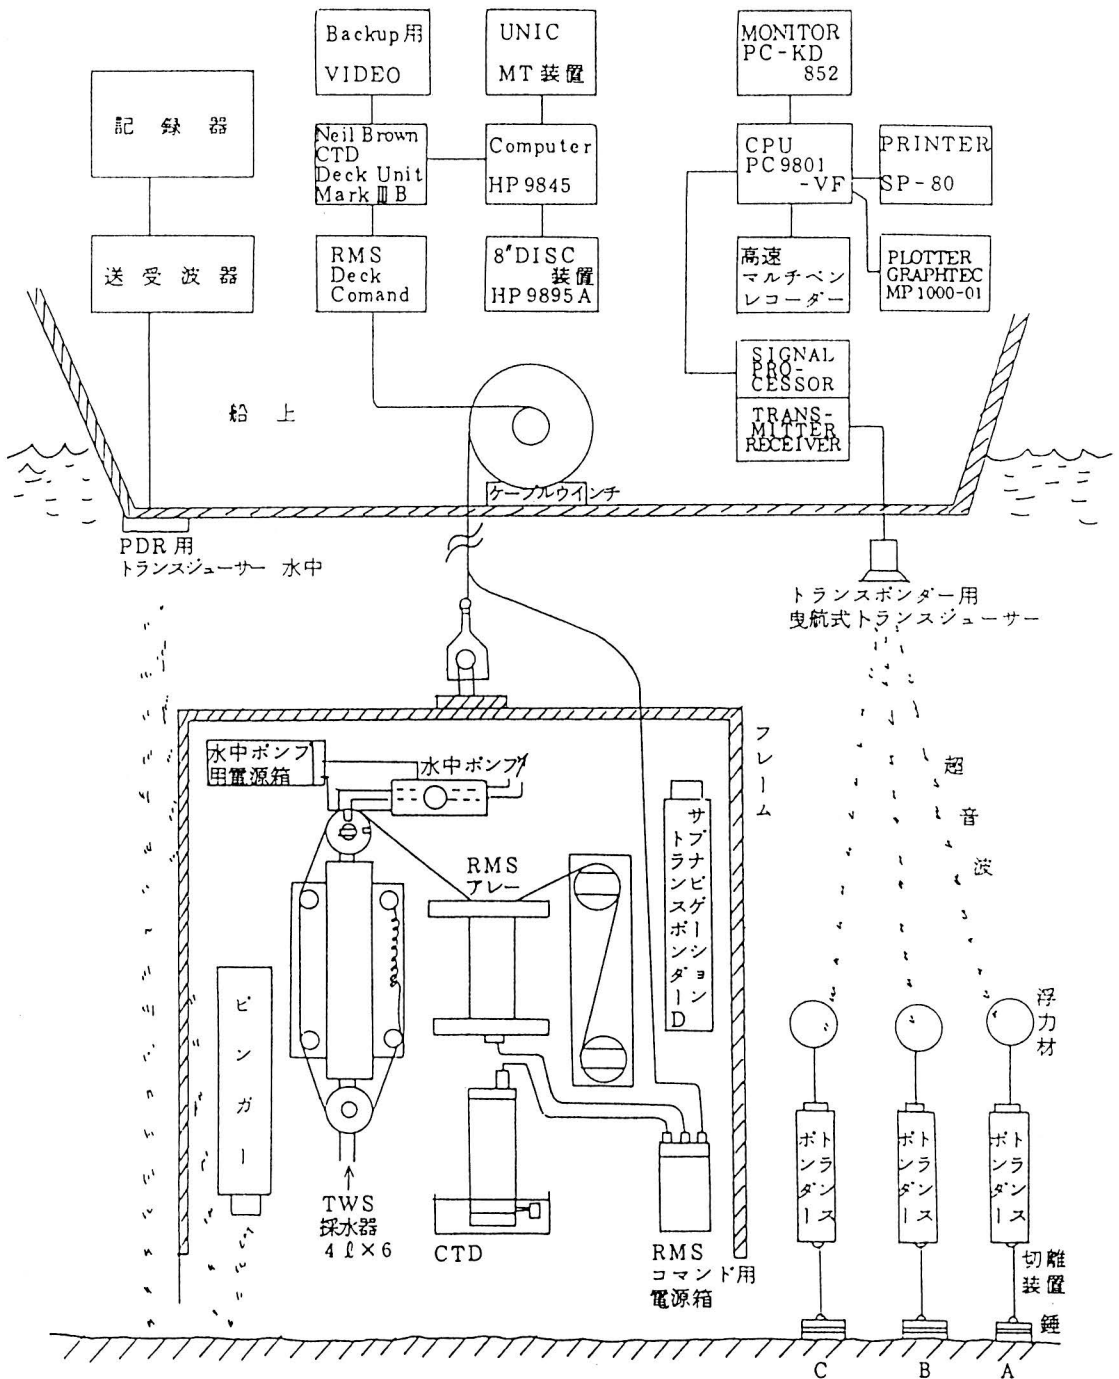 Backup用
VIDEO
UNIC
MT装置
MONITOR
PC-KD
852
記録器
Neil Brown
CTD
Deck Unit
Mark ⅢB
Computer
HP9845
CPU
PC9801
-VF
PRINTER
SP-80
送受波器
RMS
Deck
Comand
8″DISC
装置
HP9895A
高速
マルチペン
レコーダー
PLOTTER
GRAPHTEC
MP1000-01
SIGNAL
PRO-
CESSOR
TRANS-
MITTER
RECEIVER
船上
ケーブルウインチ
PDR用
トランスジューサー 水中
トランスポンダー用
曳航式トランスジューサー
フレーム
水中ポンプ
用電源箱
水中ポンプ
超音波
RMS
アレー
サブナビゲーション
トランスポンダーD
ピンガー
浮力材
トランス
ポンダー
トランス
ポンダー
トランス
ポンダー
TWS
採水器
4ℓ×6
CTD
RMS
コマンド用
電源箱
切離
装置
錘
C
B
A